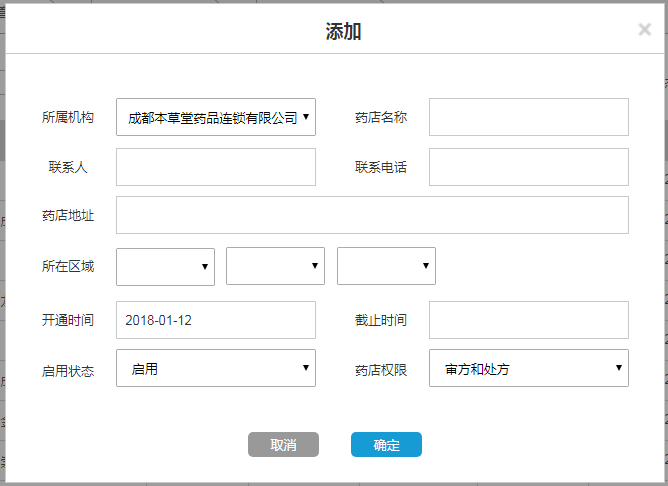 添加
×
所属机构 成都本草堂药品连锁有限公司 药店名称
联系人 联系电话
药店地址
所在区域
开通时间 2018-01-12 截止时间
启用状态 启用 药店权限 审方和处方
取消 确定